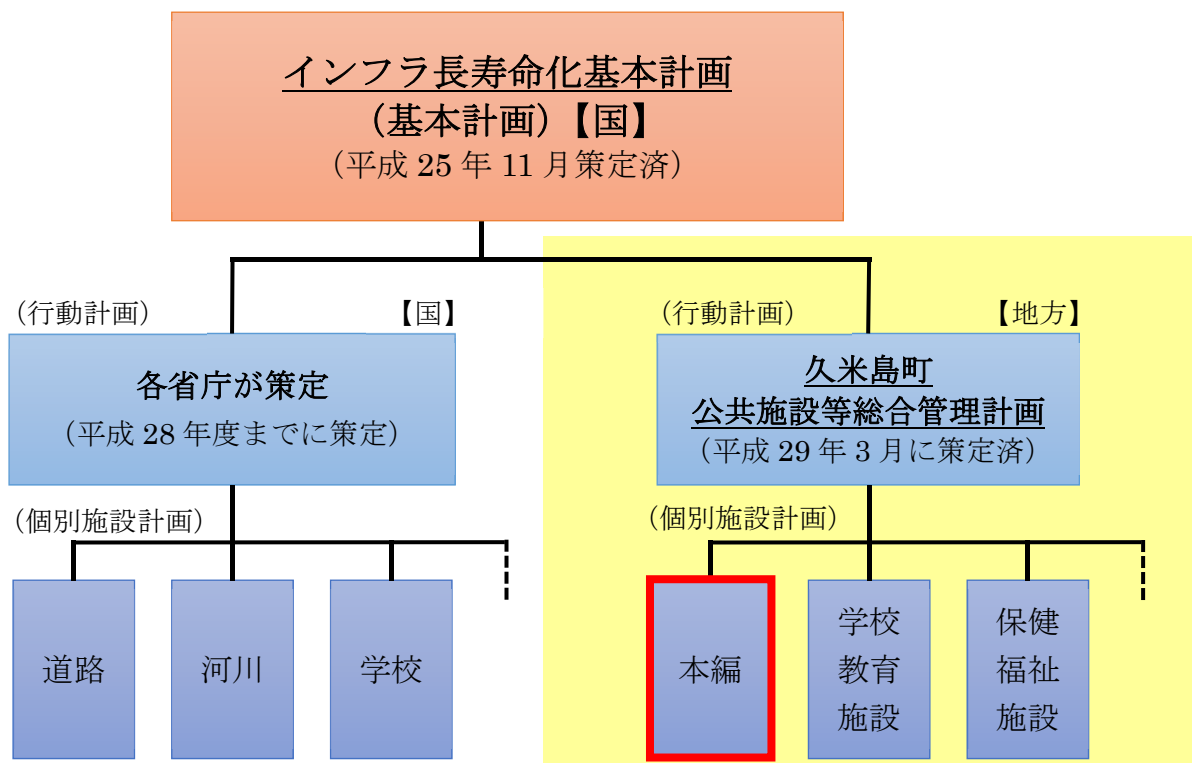 インフラ長寿命化基本計画
（基本計画）【国】
（平成 25 年 11 月策定済）
（行動計画）
【国】
各省庁が策定
（平成 28 年度までに策定）
（個別施設計画）
道路
河川
学校
（行動計画）
【地方】
久米島町
公共施設等総合管理計画
（平成 29 年 3 月に策定済）
（個別施設計画）
本編
学校
教育
施設
保健
福祉
施設